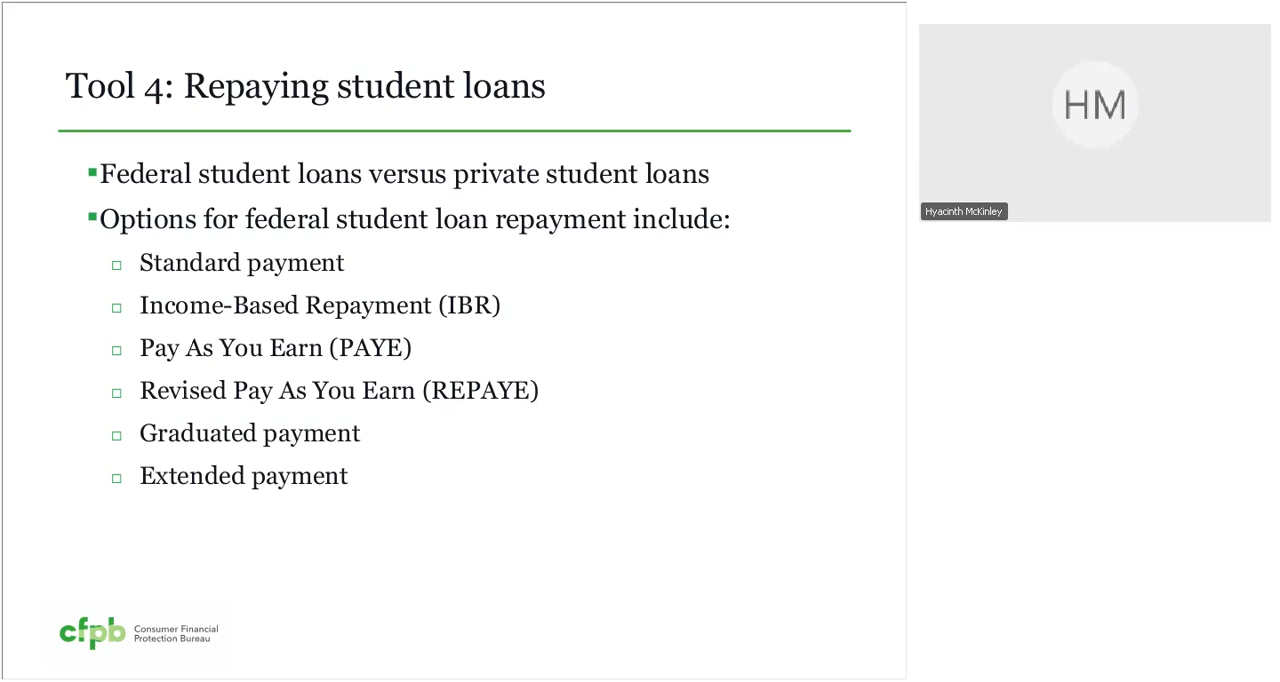 Tool 4: Repaying student loans
Federal student loans versus private student loans
Options for federal student loan repayment include:
Standard payment
Income-Based Repayment (IBR)
Pay As You Earn (PAYE)
Revised Pay As You Earn (REPAYE)
Graduated payment
Extended payment
cfpb Consumer Financial
Protection Bureau
HM
Hyacinth McKinley